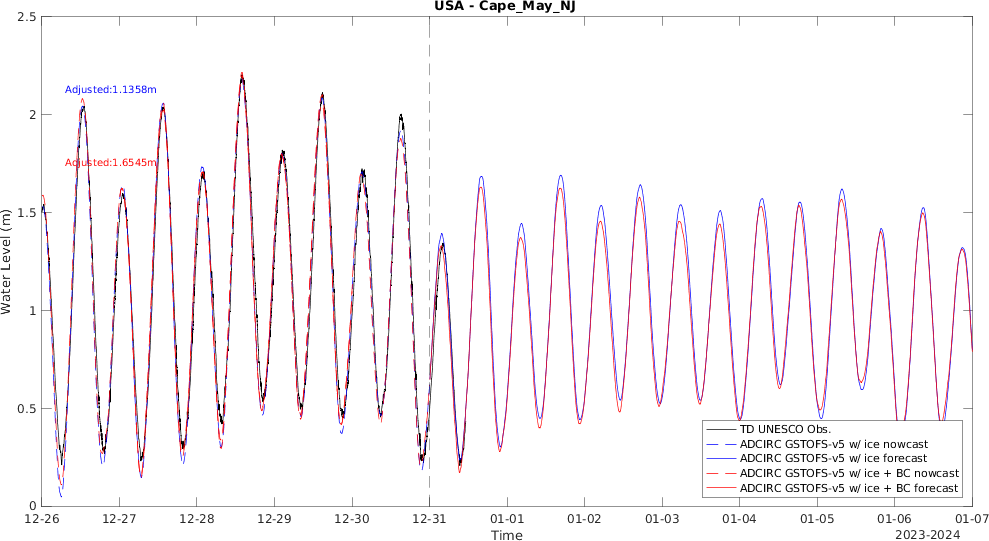 USA - Cape_May_NJ
2.5
2
1.5
1
0.5
0
Water Level (m)
Adjusted:1.1358m
Adjusted:1.6545m
TD UNESCO Obs.
ADCIRC GSTOFS-v5 w/ ice nowcast
ADCIRC GSTOFS-v5 w/ ice forecast
ADCIRC GSTOFS-v5 w/ ice + BC nowcast
ADCIRC GSTOFS-v5 w/ ice + BC forecast
12-26 12-27 12-28 12-29 12-30 12-31 01-01 01-02 01-03 01-04 01-05 01-06 01-07
Time
2023-2024